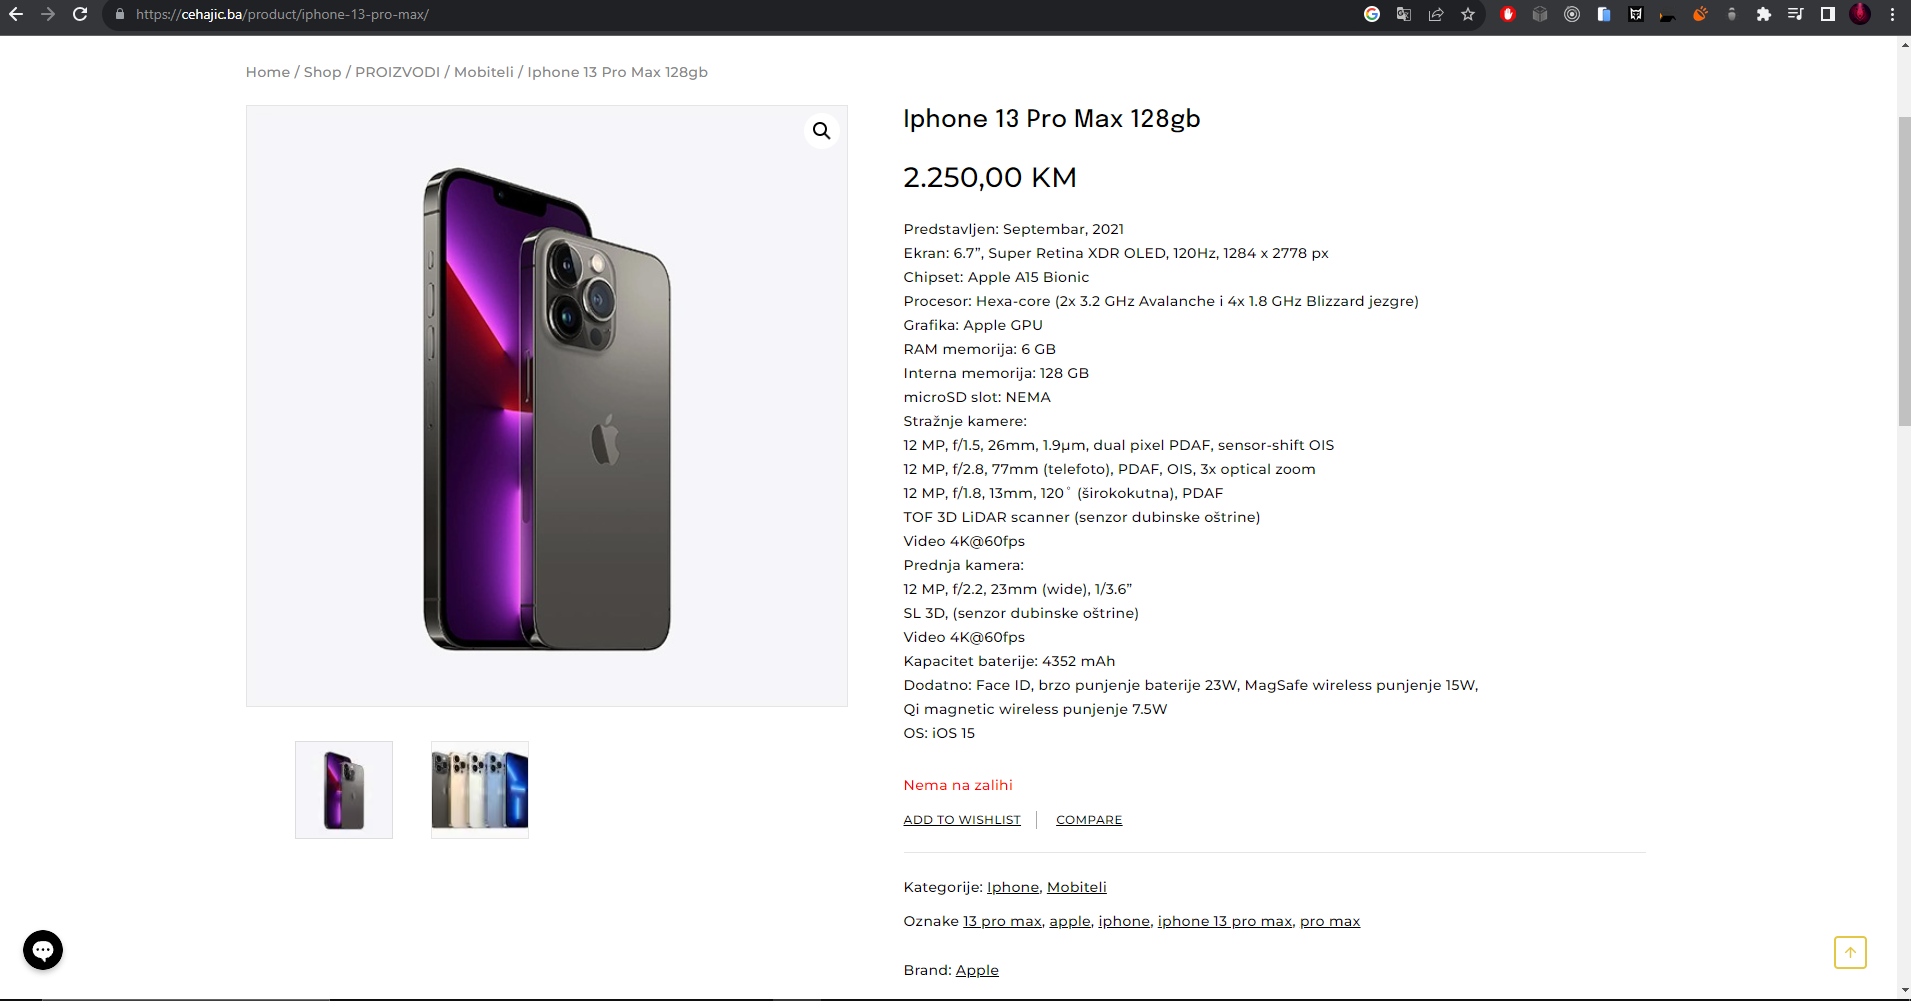 https://cehajic.ba/product/iphone-13-pro-max/
Home / Shop / PROIZVODI / Mobiteli / Iphone 13 Pro Max 128gb
Iphone 13 Pro Max 128gb
2.250,00 KM
Predstavljen: Septembar, 2021
Ekran: 6.7”, Super Retina XDR OLED, 120Hz, 1284 x 2778 px
Chipset: Apple A15 Bionic
Procesor: Hexa-core (2x 3.2 GHz Avalanche i 4x 1.8 GHz Blizzard jezgre)
Grafika: Apple GPU
RAM memorija: 6 GB
Interna memorija: 128 GB
microSD slot: NEMA
Stražnje kamere:
12 MP, f/1.5, 26mm, 1.9µm, dual pixel PDAF, sensor-shift OIS
12 MP, f/2.8, 77mm (telefoto), PDAF, OIS, 3x optical zoom
12 MP, f/1.8, 13mm, 120˚ (širokokutna), PDAF
TOF 3D LiDAR scanner (senzor dubinske oštrine)
Video 4K@60fps
Prednja kamera:
12 MP, f/2.2, 23mm (wide), 1/3.6”
SL 3D, (senzor dubinske oštrine)
Video 4K@60fps
Kapacitet baterije: 4352 mAh
Dodatno: Face ID, brzo punjenje baterije 23W, MagSafe wireless punjenje 15W,
Qi magnetic wireless punjenje 7.5W
OS: iOS 15
Nema na zalihi
ADD TO WISHLIST | COMPARE
Kategorije: Iphone, Mobiteli
Oznake 13 pro max, apple, iphone, iphone 13 pro max, pro max
Brand: Apple